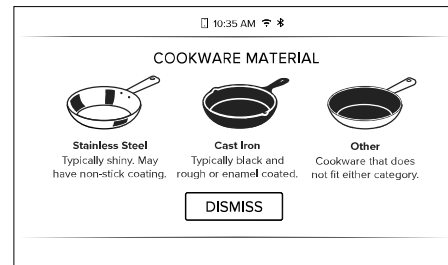 10:35 AM
COOKWARE MATERIAL
Stainless Steel
Typically shiny. May
have non-stick coating.
Cast Iron
Typically black and
rough or enamel coated.
Other
Cookware that does
not fit either category.
DISMISS